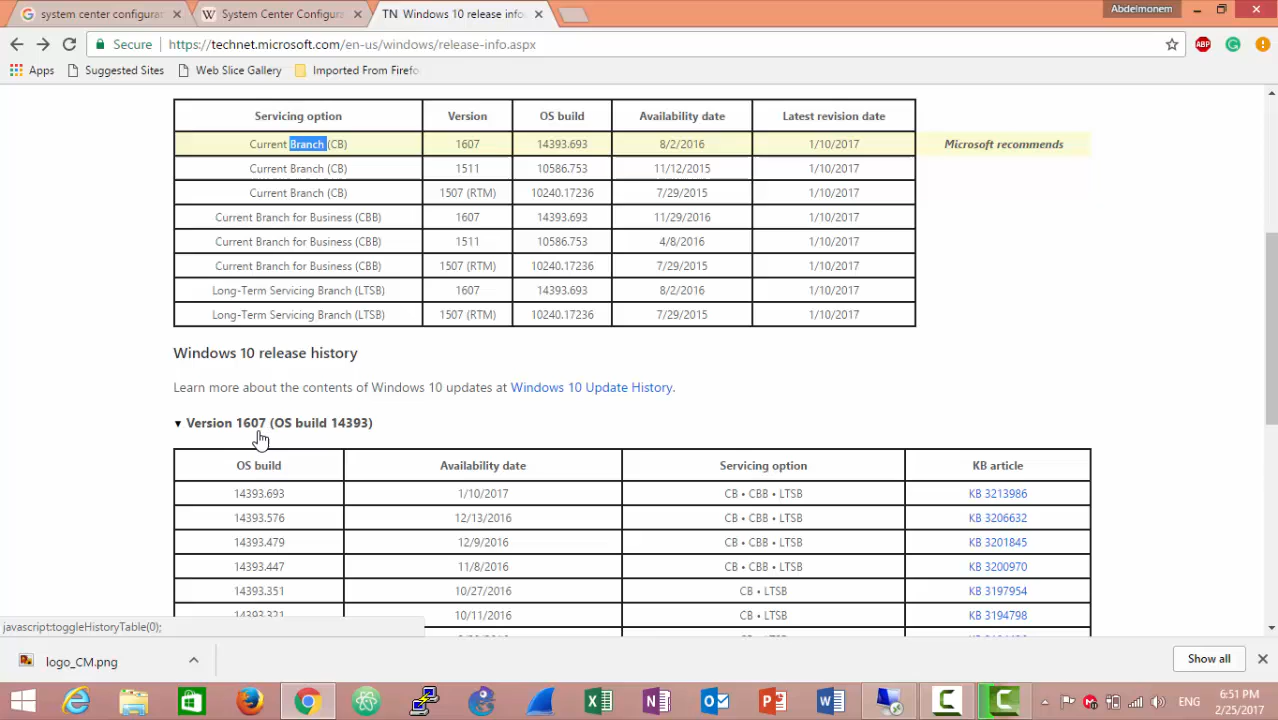 system center configurat
System Center Configura
TN Windows 10 release info
Abdelmonem
Secure
https://technet.microsoft.com/en-us/windows/release-info.aspx
ABP
Apps
Suggested Sites
Web Slice Gallery
Imported From Firefo
Servicing option Version OS build Availability date Latest revision date
Current Branch (CB) 1607 14393.693 8/2/2016 1/10/2017 Microsoft recommends
Current Branch (CB) 1511 10586.753 11/12/2015 1/10/2017
Current Branch (CB) 1507 (RTM) 10240.17236 7/29/2015 1/10/2017
Current Branch for Business (CBB) 1607 14393.693 11/29/2016 1/10/2017
Current Branch for Business (CBB) 1511 10586.753 4/8/2016 1/10/2017
Current Branch for Business (CBB) 1507 (RTM) 10240.17236 7/29/2015 1/10/2017
Long-Term Servicing Branch (LTSB) 1607 14393.693 8/2/2016 1/10/2017
Long-Term Servicing Branch (LTSB) 1507 (RTM) 10240.17236 7/29/2015 1/10/2017
Windows 10 release history
Learn more about the contents of Windows 10 updates at Windows 10 Update History.
▾ Version 1607 (OS build 14393)
OS build Availability date Servicing option KB article
14393.693 1/10/2017 CB • CBB • LTSB KB 3213986
14393.576 12/13/2016 CB • CBB • LTSB KB 3206632
14393.479 12/9/2016 CB • CBB • LTSB KB 3201845
14393.447 11/8/2016 CB • CBB • LTSB KB 3200970
14393.351 10/27/2016 CB • LTSB KB 3197954
14393.321 10/11/2016 CB • LTSB KB 3194798
javascript:toggleHistoryTable(0);
logo_CM.png
Show all
ENG
6:51 PM
2/25/2017